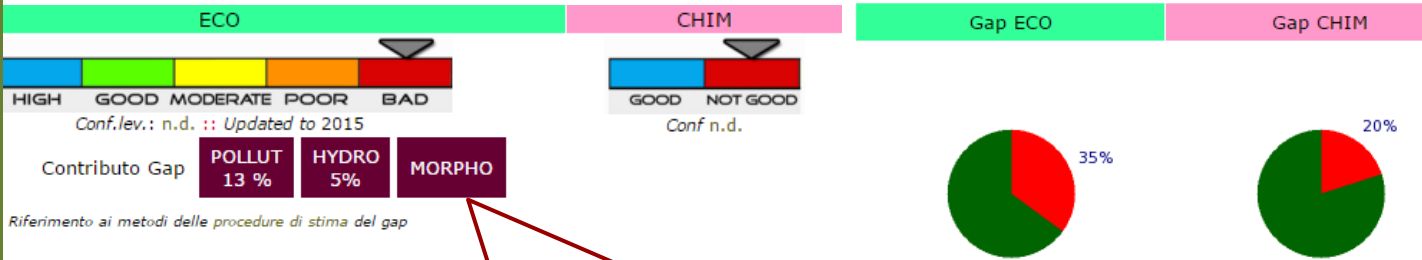 ECO CHIM Gap ECO Gap CHIM
HIGH GOOD MODERATE POOR BAD
GOOD NOT GOOD
Conf.lev.: n.d. :: Updated to 2015
Conf n.d.
Contributo Gap
POLLUT
13 %
HYDRO
5%
MORPHO
Riferimento ai metodi delle procedure di stima del gap
35%
20%